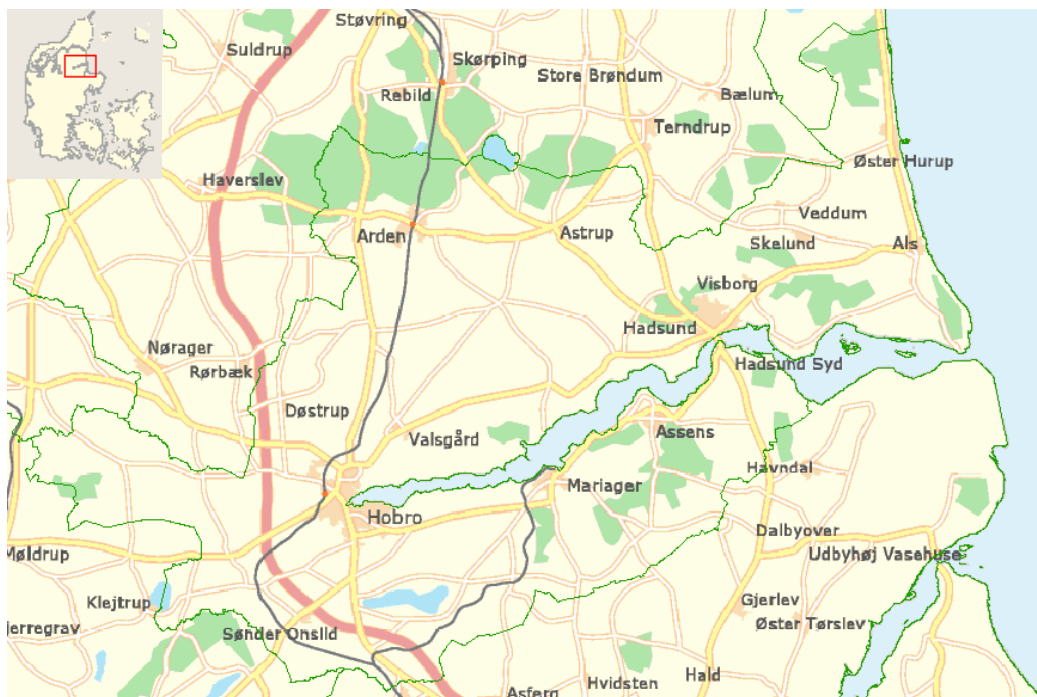 Støvring
Suldrup
Skørping
Store Brøndum
Rebild
Bælum
Terndrup
Øster Hurup
Haverslev
Veddum
Arden
Astrup
Skelund
Als
Visborg
Hadsund
Nørager
Hadsund Syd
Rørbæk
Døstrup
Valsgård
Assens
Havndal
Mariager
Hobro
Dalbyover
Møldrup
Udbyhøj Vasehuse
Klejtrup
Gjerlev
jerregrav
Sønder Onsild
Øster Tørslev
Hald
Hvidsten
Asferg